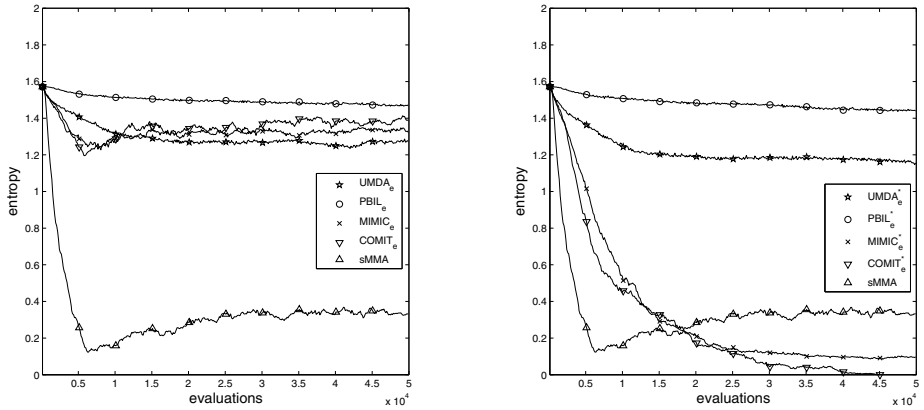 2
1.8
1.6
1.4
1.2
1
0.8
0.6
0.4
0.2
0
entropy
0.5 1 1.5 2 2.5 3 3.5 4 4.5 5
evaluations
x 10^4
UMDA_e
PBIL_e
MIMIC_e
COMIT_e
sMMA
2
1.8
1.6
1.4
1.2
1
0.8
0.6
0.4
0.2
0
entropy
0.5 1 1.5 2 2.5 3 3.5 4 4.5 5
evaluations
x 10^4
UMDA_e^*
PBIL_e^*
MIMIC_e^*
COMIT_e^*
sMMA